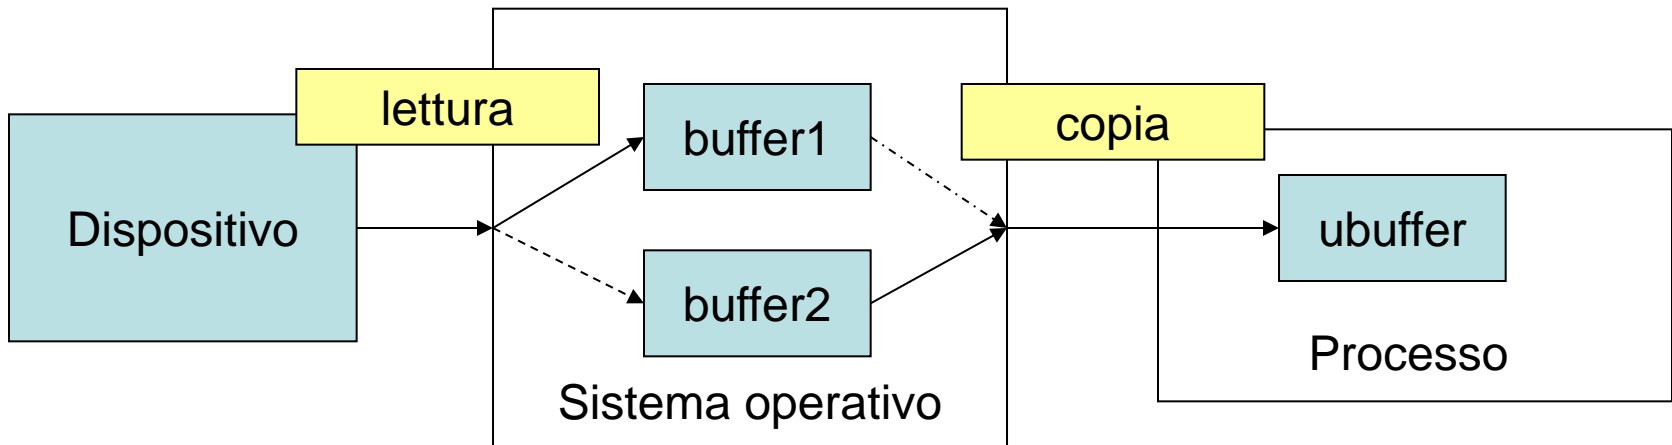 lettura
Dispositivo
buffer1
buffer2
Sistema operativo
copia
ubuffer
Processo